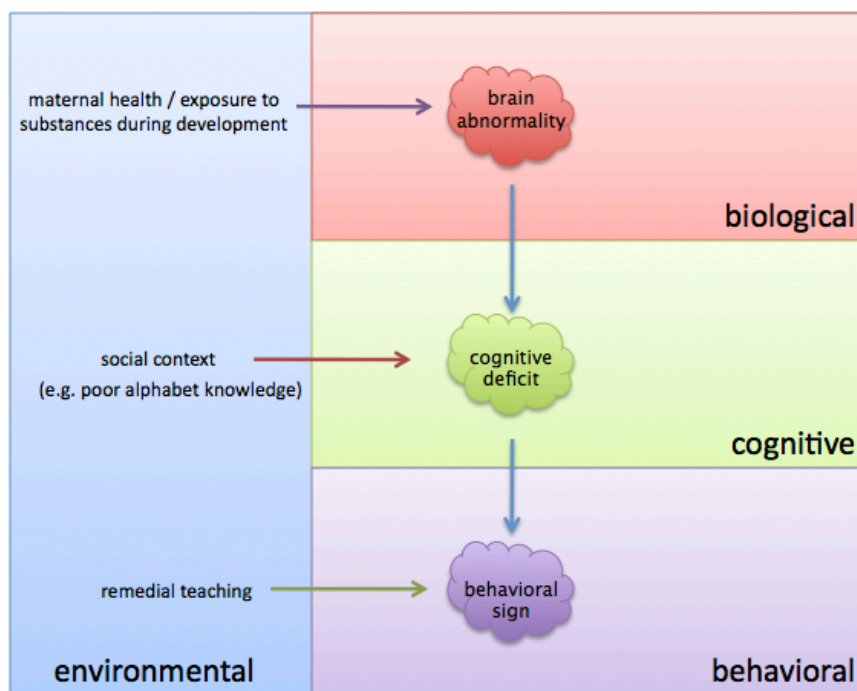 maternal health / exposure to
substances during development
brain
abnormality
biological
social context
(e.g. poor alphabet knowledge)
cognitive
deficit
cognitive
remedial teaching
behavioral
sign
environmental
behavioral